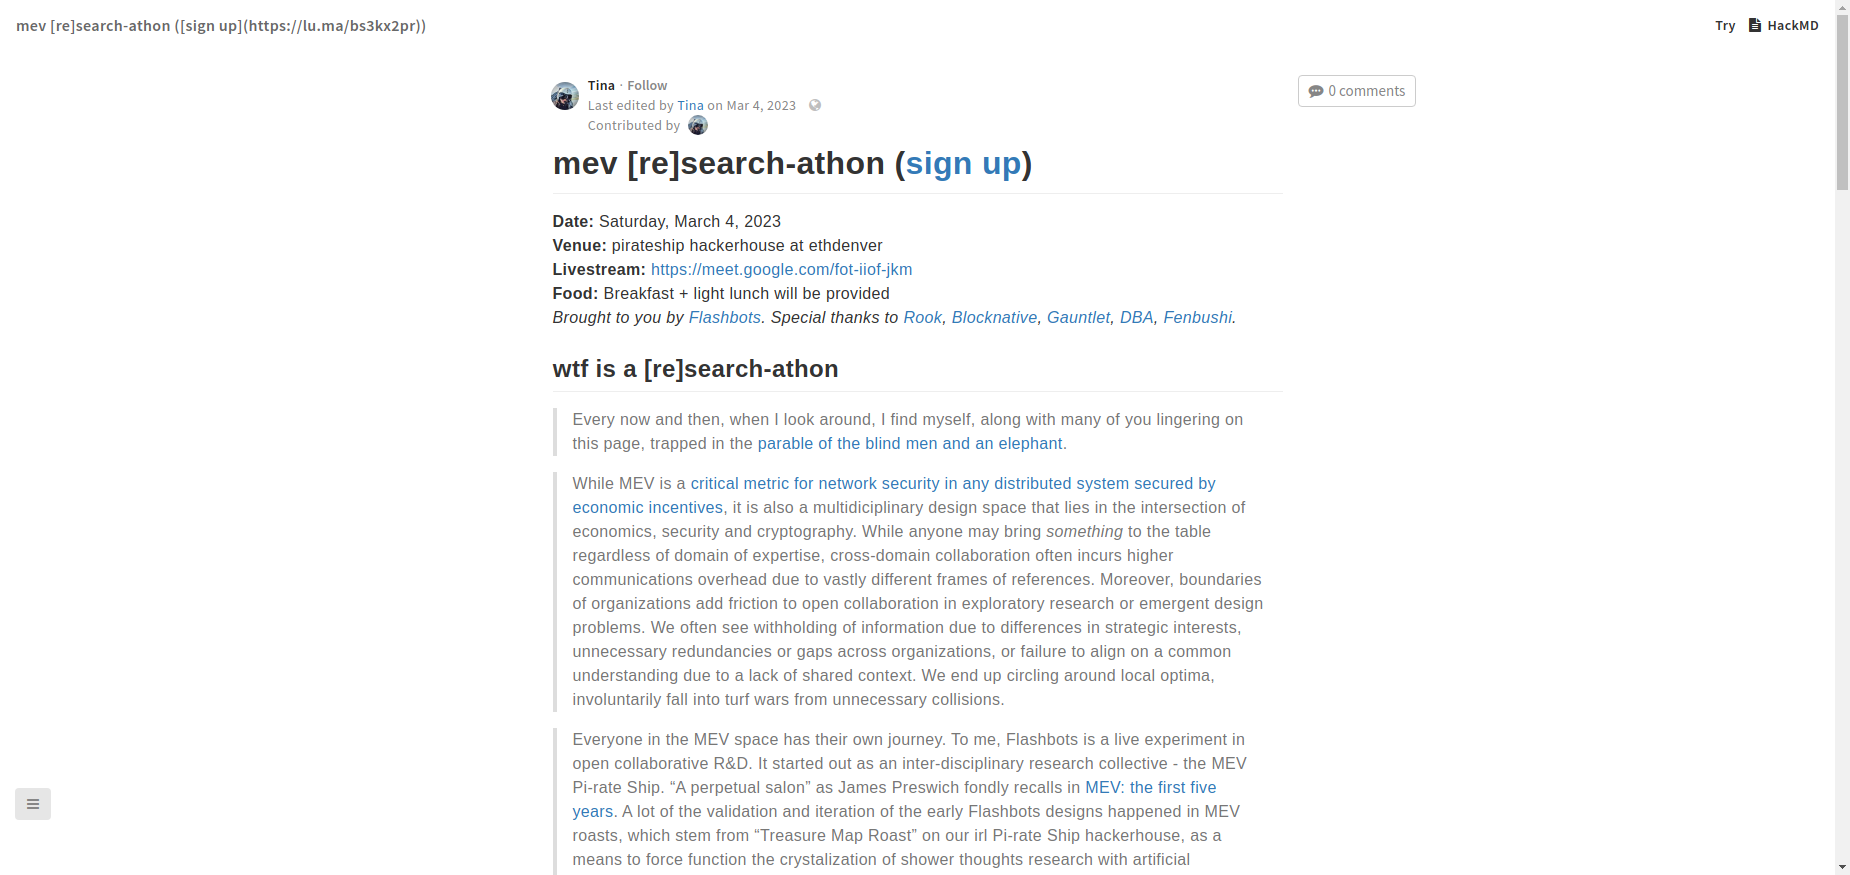 mev [re]search-athon ([sign up](https://lu.ma/bs3kx2pr))
Try HackMD
Tina · Follow
0 comments
Last edited by Tina on Mar 4, 2023
Contributed by
mev [re]search-athon (sign up)
Date: Saturday, March 4, 2023
Venue: pirateship hackerhouse at ethdenver
Livestream: https://meet.google.com/fot-iiof-jkm
Food: Breakfast + light lunch will be provided
Brought to you by Flashbots. Special thanks to Rook, Blocknative, Gauntlet, DBA, Fenbushi.
wtf is a [re]search-athon
Every now and then, when I look around, I find myself, along with many of you lingering on
this page, trapped in the parable of the blind men and an elephant.
While MEV is a critical metric for network security in any distributed system secured by
economic incentives, it is also a multidiciplinary design space that lies in the intersection of
economics, security and cryptography. While anyone may bring something to the table
regardless of domain of expertise, cross-domain collaboration often incurs higher
communications overhead due to vastly different frames of references. Moreover, boundaries
of organizations add friction to open collaboration in exploratory research or emergent design
problems. We often see withholding of information due to differences in strategic interests,
unnecessary redundancies or gaps across organizations, or failure to align on a common
understanding due to a lack of shared context. We end up circling around local optima,
involuntarily fall into turf wars from unnecessary collisions.
Everyone in the MEV space has their own journey. To me, Flashbots is a live experiment in
open collaborative R&D. It started out as an inter-disciplinary research collective - the MEV
Pi-rate Ship. “A perpetual salon” as James Preswich fondly recalls in MEV: the first five
years. A lot of the validation and iteration of the early Flashbots designs happened in MEV
roasts, which stem from “Treasure Map Roast” on our irl Pi-rate Ship hackerhouse, as a
means to force function the crystalization of shower thoughts research with artificial